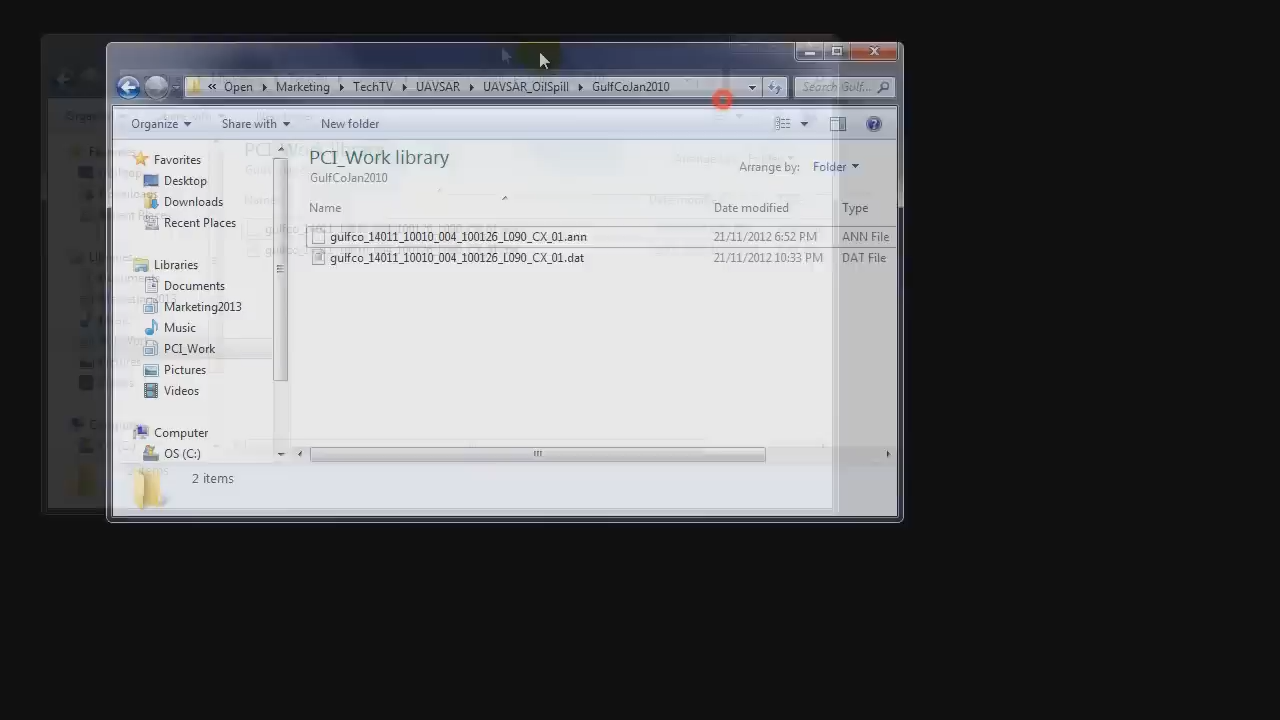 « Open Marketing TechTV UAVSAR UAVSAR_OilSpill GulfCoJan2010 Search Gulf...
Organize Share with New folder
Favorites
Desktop
Downloads
Recent Places
Libraries
Documents
Marketing2013
Music
PCI_Work
Pictures
Videos
Computer
OS (C:)
PCI_Work library
GulfCoJan2010
Arrange by: Folder
Name Date modified Type
gulfco_14011_10010_004_100126_L090_CX_01.ann 21/11/2012 6:52 PM ANN File
gulfco_14011_10010_004_100126_L090_CX_01.dat 21/11/2012 10:33 PM DAT File
2 items